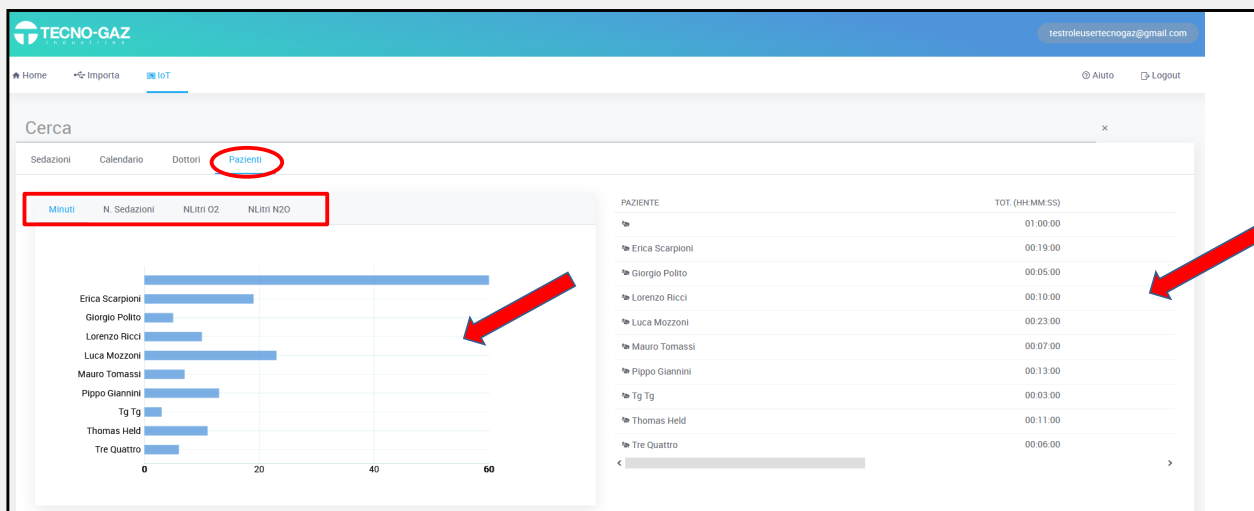 TECNO-GAZ
industries
testroleusertecnogaz@gmail.com
Home Importa IoT Aiuto Logout
Cerca ×
Sedazioni Calendario Dottori Pazienti
Minuti N. Sedazioni NLitri O2 NLitri N2O
Erica Scarpioni
Giorgio Polito
Lorenzo Ricci
Luca Mozzoni
Mauro Tomassi
Pippo Giannini
Tg Tg
Thomas Held
Tre Quattro
0 20 40 60
PAZIENTE TOT. (HH:MM:SS)
01:00:00
Erica Scarpioni 00:19:00
Giorgio Polito 00:05:00
Lorenzo Ricci 00:10:00
Luca Mozzoni 00:23:00
Mauro Tomassi 00:07:00
Pippo Giannini 00:13:00
Tg Tg 00:03:00
Thomas Held 00:11:00
Tre Quattro 00:06:00